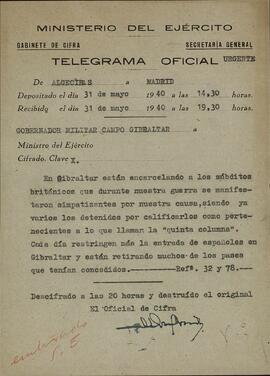 MINISTERIO DEL EJÉRCITO
GABINETE DE CIFRA SECRETARÍA GENERAL
TELEGRAMA OFICIAL URGENTE
De ALGECIRAS a MADRID
Depositado el día 31 de mayo 1940 a las 14,30 horas.
Recibido el día 31 de mayo 1940 a las 19,30 horas.
GOBERNADOR MILITAR CAMPO GIBRALTAR a
Ministro del Ejército
Cifrado. Clave X.
En Gibraltar están encarcelando a los súbditos
británicos que durante nuestra guerra se manifes-
taron simpatizantes por nuestra causa, siendo ya
varios los detenidos por calificarlos como perte-
necientes a lo que llaman la "quinta columna".
Cada día restringen más la entrada de españoles en
Gibraltar y están retirando muchos de los pases
que tenían concedidos.-----Refª. 32 y 78.----
Descifrado a las 20 horas y destruído el original
El Oficial de Cifra